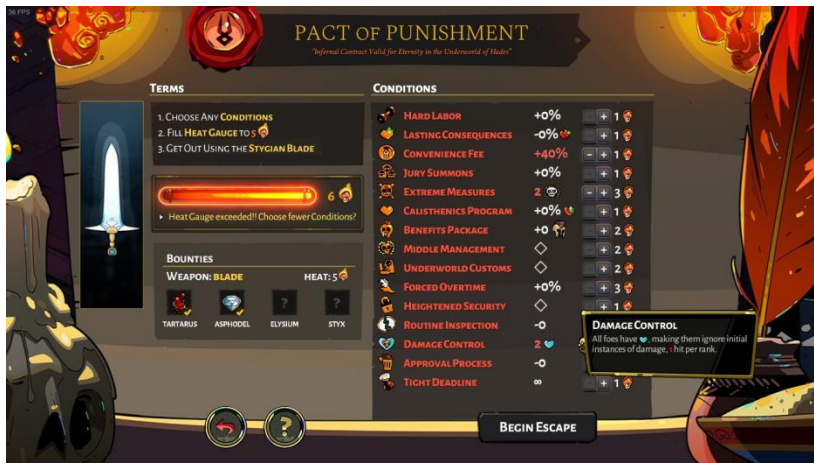 36 FPS
PACT OF PUNISHMENT
"Infernal Contract Valid for Eternity in the Underworld of Hades"
TERMS
1. CHOOSE ANY CONDITIONS
2. FILL HEAT GAUGE TO 5
3. GET OUT USING THE STYGIAN BLADE
6
Heat Gauge exceeded!! Choose fewer Conditions?
BOUNTIES
WEAPON: BLADE HEAT: 5
? ?
TARTARUS ASPHODEL ELYSIUM STYX
CONDITIONS
HARD LABOR +0% + 1
LASTING CONSEQUENCES -0% + 1
CONVENIENCE FEE +40% - + 1
JURY SUMMONS +0% + 1
EXTREME MEASURES 2 - + 3
CALISTHENICS PROGRAM +0% + 1
BENEFITS PACKAGE +0 + 2
MIDDLE MANAGEMENT + 2
UNDERWORLD CUSTOMS + 2
FORCED OVERTIME +0% + 3
HEIGHTENED SECURITY + 1
ROUTINE INSPECTION -0
DAMAGE CONTROL 2
APPROVAL PROCESS -0
TIGHT DEADLINE ∞ + 1
DAMAGE CONTROL
All foes have , making them ignore initial
instances of damage, 1 hit per rank.
? BEGIN ESCAPE